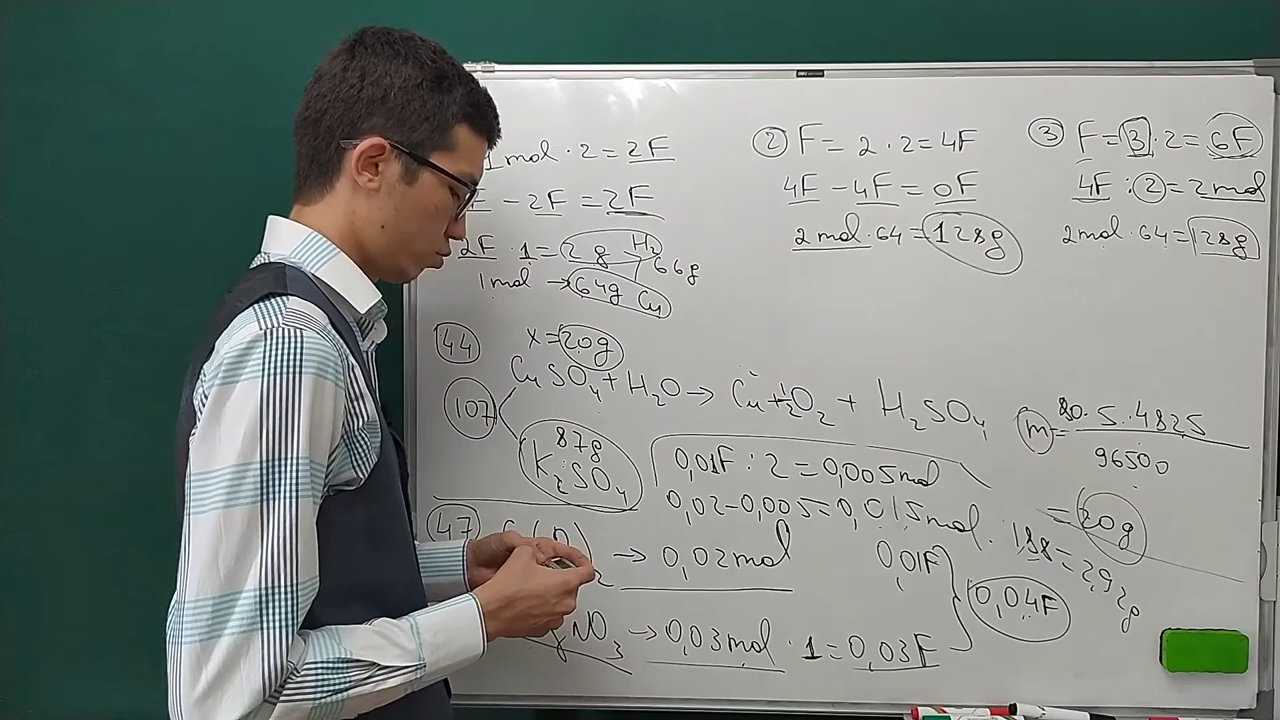 1mol · 2 = 2F
- 2F = 2F
2F · 1 = 2g H₂
66g
1mol → 64g Cu
② F = 2 · 2 = 4F
4F - 4F = 0F
2mol · 64 = 128g
③ F = 3 · 2 = 6F
4F : ② = 2mol
2mol · 64 = 128g
44 x = 20g
107 CuSO₄ + H₂O → Cu + ½O₂ + H₂SO₄
87g
K₂SO₄
m = 80 · 5 · 4825
96500
= 20g
0,01F : 2 = 0,005mol
0,02 - 0,005 = 0,015mol · 188 = 2,82g
47
→ 0,02mol
0,01F
0,04F
NO₃ → 0,03mol · 1 = 0,03F